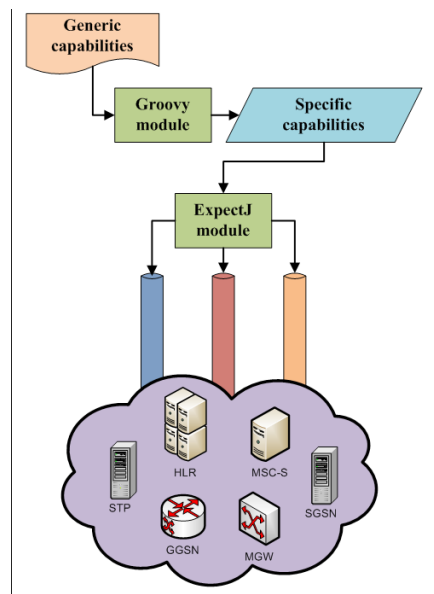 Generic
capabilities
Groovy
module
Specific
capabilities
ExpectJ
module
HLR
MSC-S
STP
SGSN
GGSN
MGW